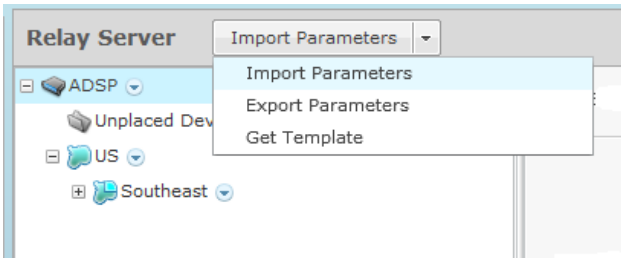 Relay Server
Import Parameters
Import Parameters
Export Parameters
Get Template
ADSP
Unplaced Dev
US
Southeast